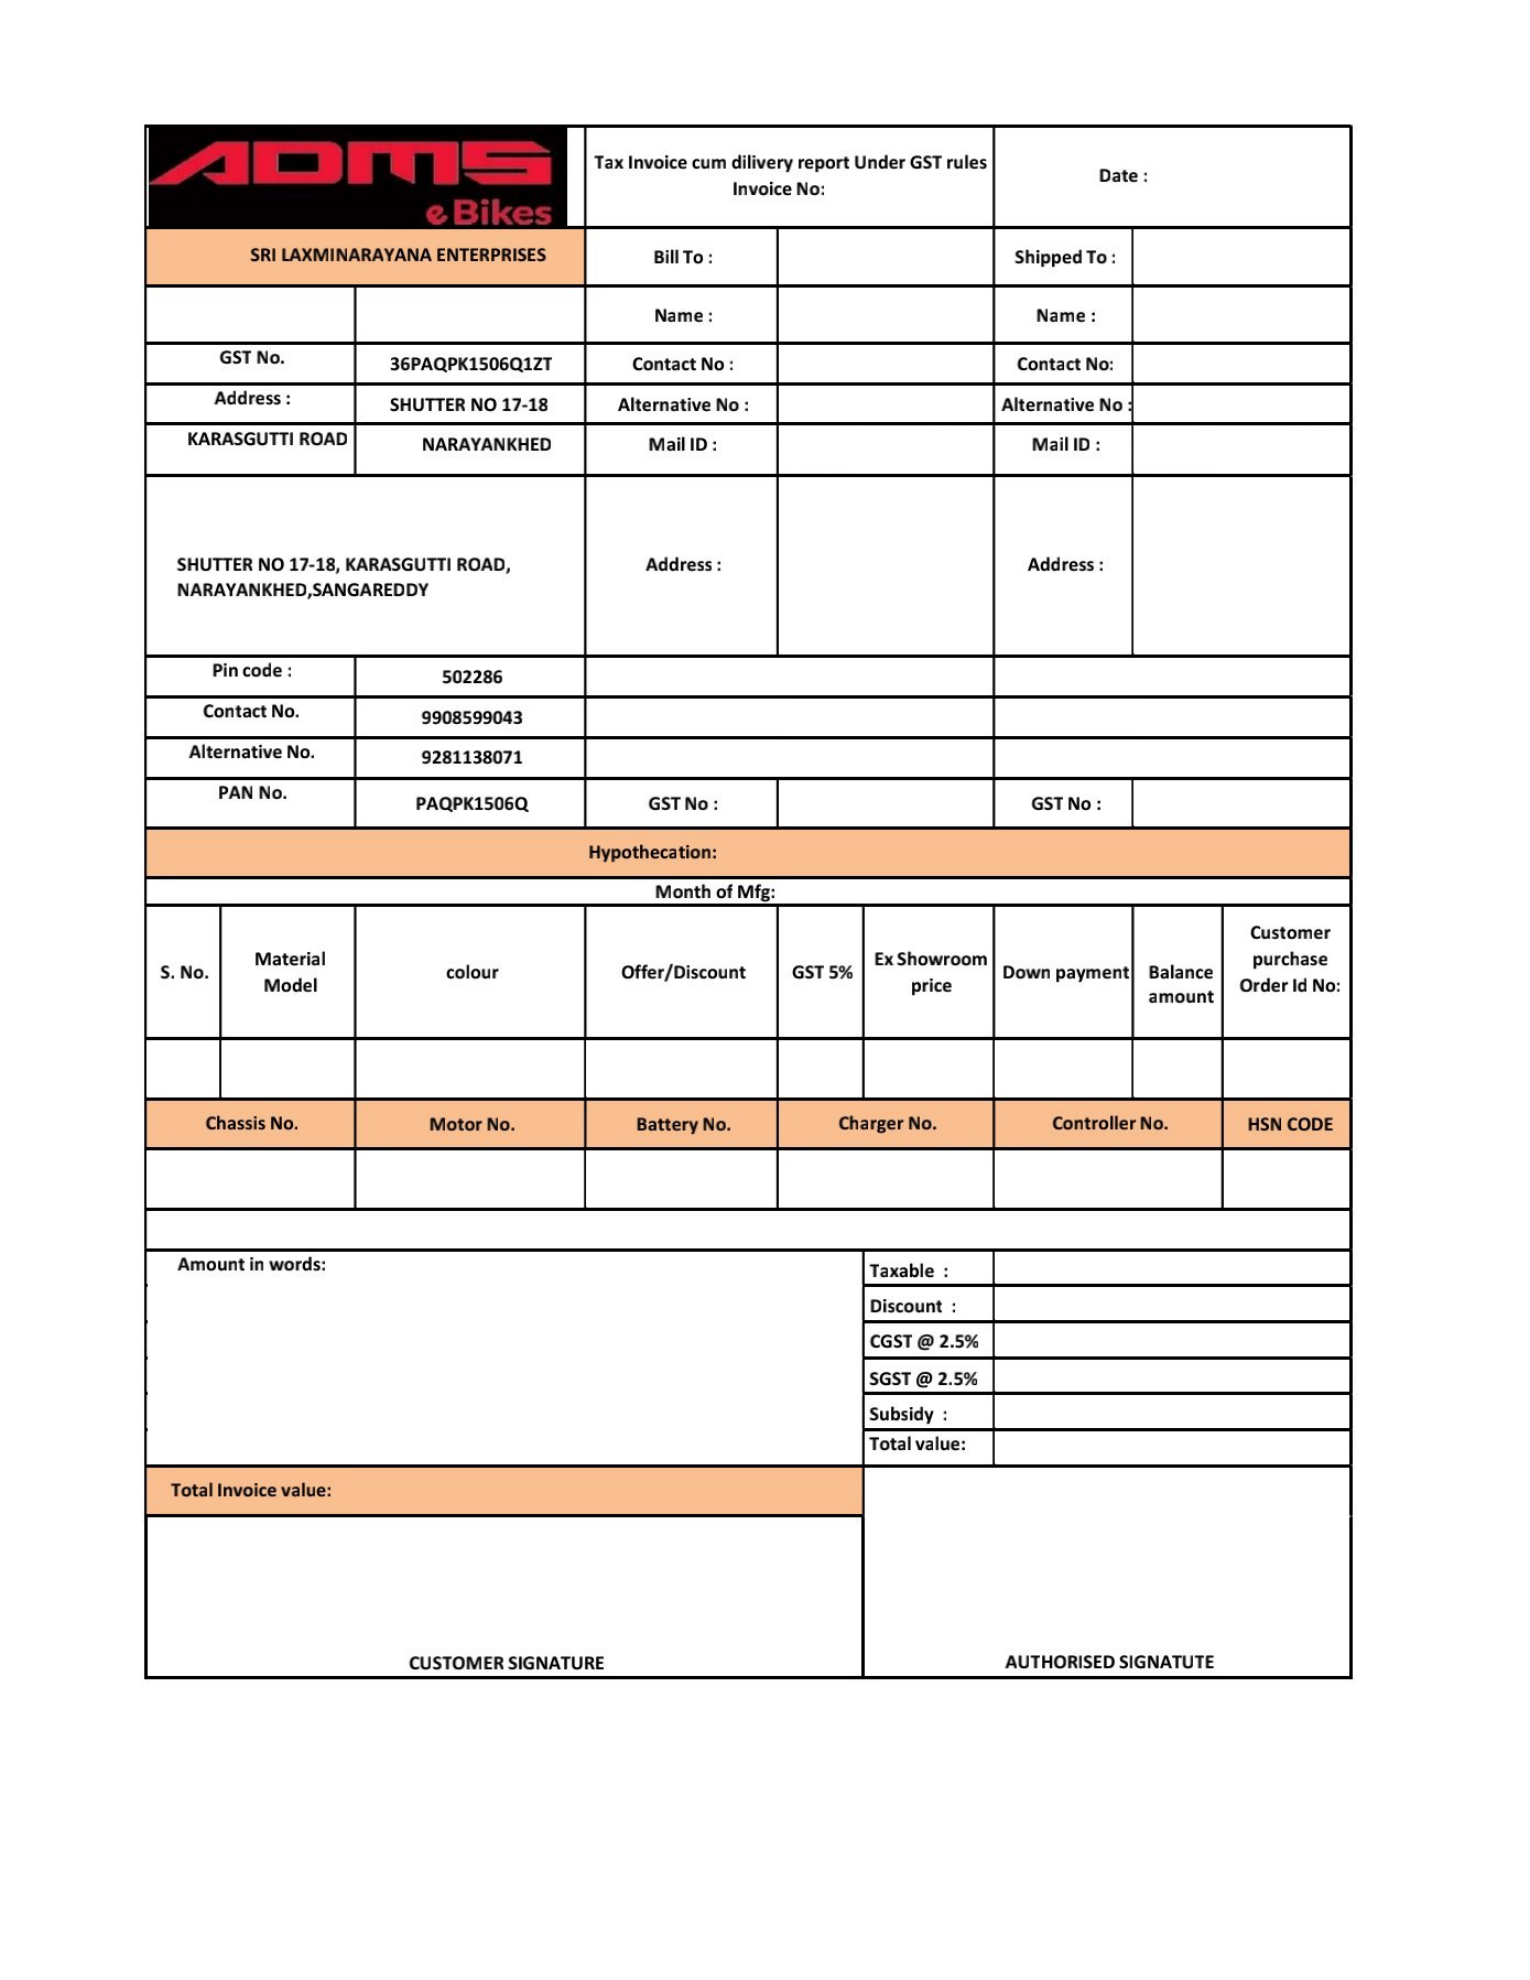 ADMS
e Bikes
Tax Invoice cum dilivery report Under GST rules
Invoice No:
Date :
SRI LAXMINARAYANA ENTERPRISES
Bill To :
Shipped To :
Name :
Name :
GST No.
36PAQPK1506Q1ZT
Contact No :
Contact No:
Address :
SHUTTER NO 17-18
Alternative No :
Alternative No :
KARASGUTTI ROAD
NARAYANKHED
Mail ID :
Mail ID :
SHUTTER NO 17-18, KARASGUTTI ROAD,
NARAYANKHED,SANGAREDDY
Address :
Address :
Pin code :
502286
Contact No.
9908599043
Alternative No.
9281138071
PAN No.
PAQPK1506Q
GST No :
GST No :
Hypothecation:
Month of Mfg:
S. No.
Material
Model
colour
Offer/Discount
GST 5%
Ex Showroom
price
Down payment
Balance
amount
Customer
purchase
Order Id No:
Chassis No.
Motor No.
Battery No.
Charger No.
Controller No.
HSN CODE
Amount in words:
Taxable :
Discount :
CGST @ 2.5%
SGST @ 2.5%
Subsidy :
Total value:
Total Invoice value:
CUSTOMER SIGNATURE
AUTHORISED SIGNATUTE